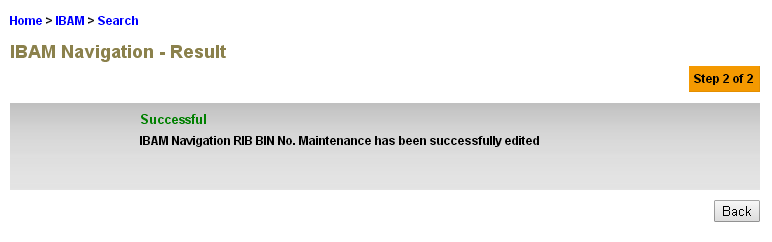 Home > IBAM > Search
IBAM Navigation - Result
Step 2 of 2
Successful
IBAM Navigation RIB BIN No. Maintenance has been successfully edited
Back